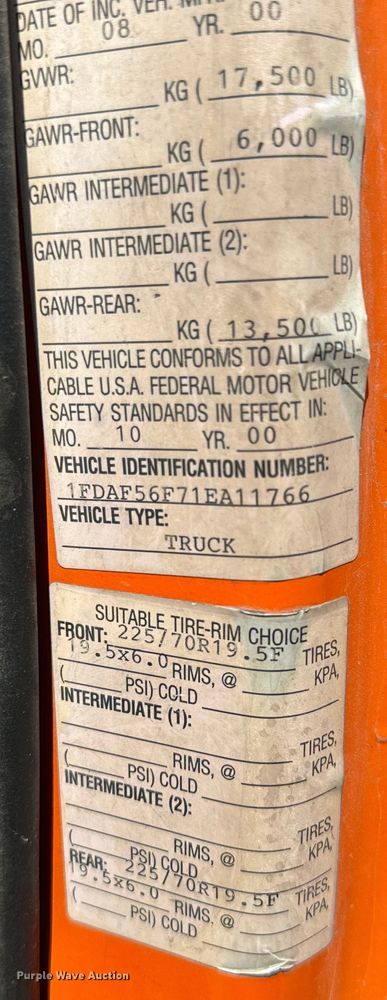 DATE OF INC. VEH.
MO. 08 YR. 00
GVWR:
KG ( 17,500 LB)
GAWR-FRONT:
KG ( 6,000 LB)
GAWR INTERMEDIATE (1):
KG ( LB)
GAWR INTERMEDIATE (2):
KG ( LB)
GAWR-REAR:
KG ( 13,500 LB)
THIS VEHICLE CONFORMS TO ALL APPLI-
CABLE U.S.A. FEDERAL MOTOR VEHICLE
SAFETY STANDARDS IN EFFECT IN:
MO. 10 YR. 00
VEHICLE IDENTIFICATION NUMBER:
1FDAF56F71EA11766
VEHICLE TYPE:
TRUCK
SUITABLE TIRE-RIM CHOICE
FRONT: 225/70R19.5F TIRES,
19.5x6.0 RIMS, @ KPA,
( PSI) COLD
INTERMEDIATE (1):
TIRES,
RIMS, @ KPA,
( PSI) COLD
INTERMEDIATE (2):
TIRES,
RIMS, @ KPA,
( PSI) COLD
REAR: 225/70R19.5F TIRES,
19.5x6.0 RIMS, @ KPA,
( PSI) COLD
Purple Wave Auction